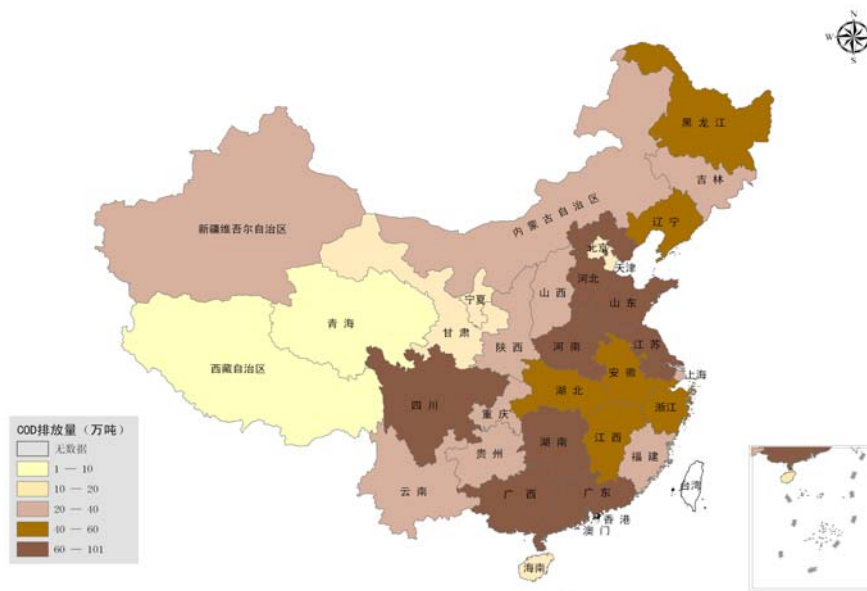 N
W
E
S
黑 龙 江
吉 林
辽 宁
内 蒙 古 自 治 区
新疆维吾尔自治区
北京
天津
河北
山 西
宁夏
山 东
青 海
甘 肃
陕 西
河 南
江 苏
西藏自治区
安 徽
上海
四 川
湖 北
浙江
重 庆
湖 南
江 西
贵 州
福 建
云 南
广 西
广 东
台湾
香 港
澳 门
海南
COD排放量（万吨）
无数据
1 — 10
10 — 20
20 — 40
40 — 60
60 — 101